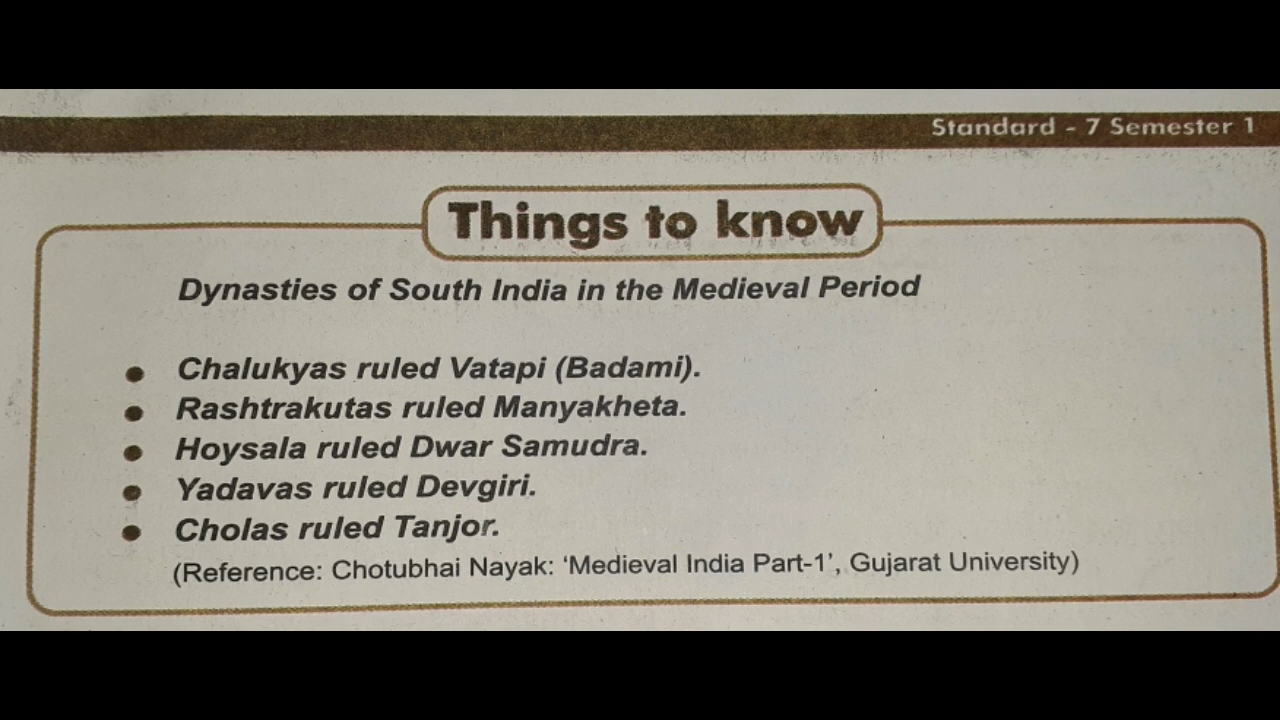 Standard - 7 Semester 1
Things to know
Dynasties of South India in the Medieval Period
• Chalukyas ruled Vatapi (Badami).
• Rashtrakutas ruled Manyakheta.
• Hoysala ruled Dwar Samudra.
• Yadavas ruled Devgiri.
• Cholas ruled Tanjor.
(Reference: Chotubhai Nayak: ‘Medieval India Part-1’, Gujarat University)